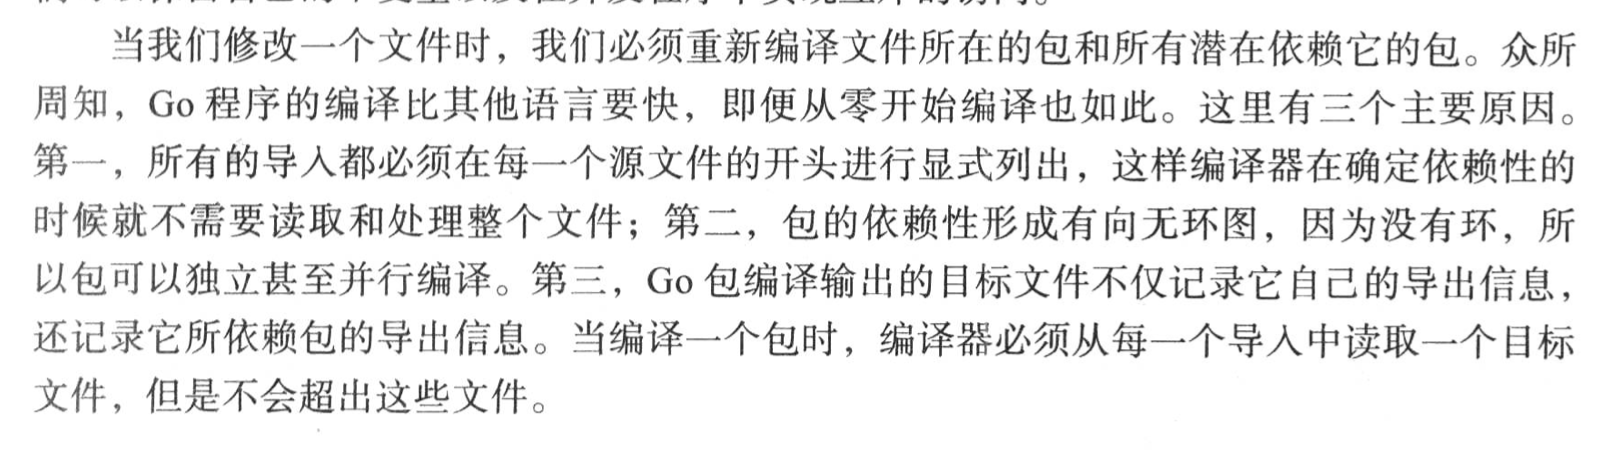 当我们修改一个文件时，我们必须重新编译文件所在的包和所有潜在依赖它的包。众所
周知，Go 程序的编译比其他语言要快，即便从零开始编译也如此。这里有三个主要原因。
第一，所有的导入都必须在每一个源文件的开头进行显式列出，这样编译器在确定依赖性的
时候就不需要读取和处理整个文件；第二，包的依赖性形成有向无环图，因为没有环，所
以包可以独立甚至并行编译。第三，Go 包编译输出的目标文件不仅记录它自己的导出信息，
还记录它所依赖包的导出信息。当编译一个包时，编译器必须从每一个导入中读取一个目标
文件，但是不会超出这些文件。